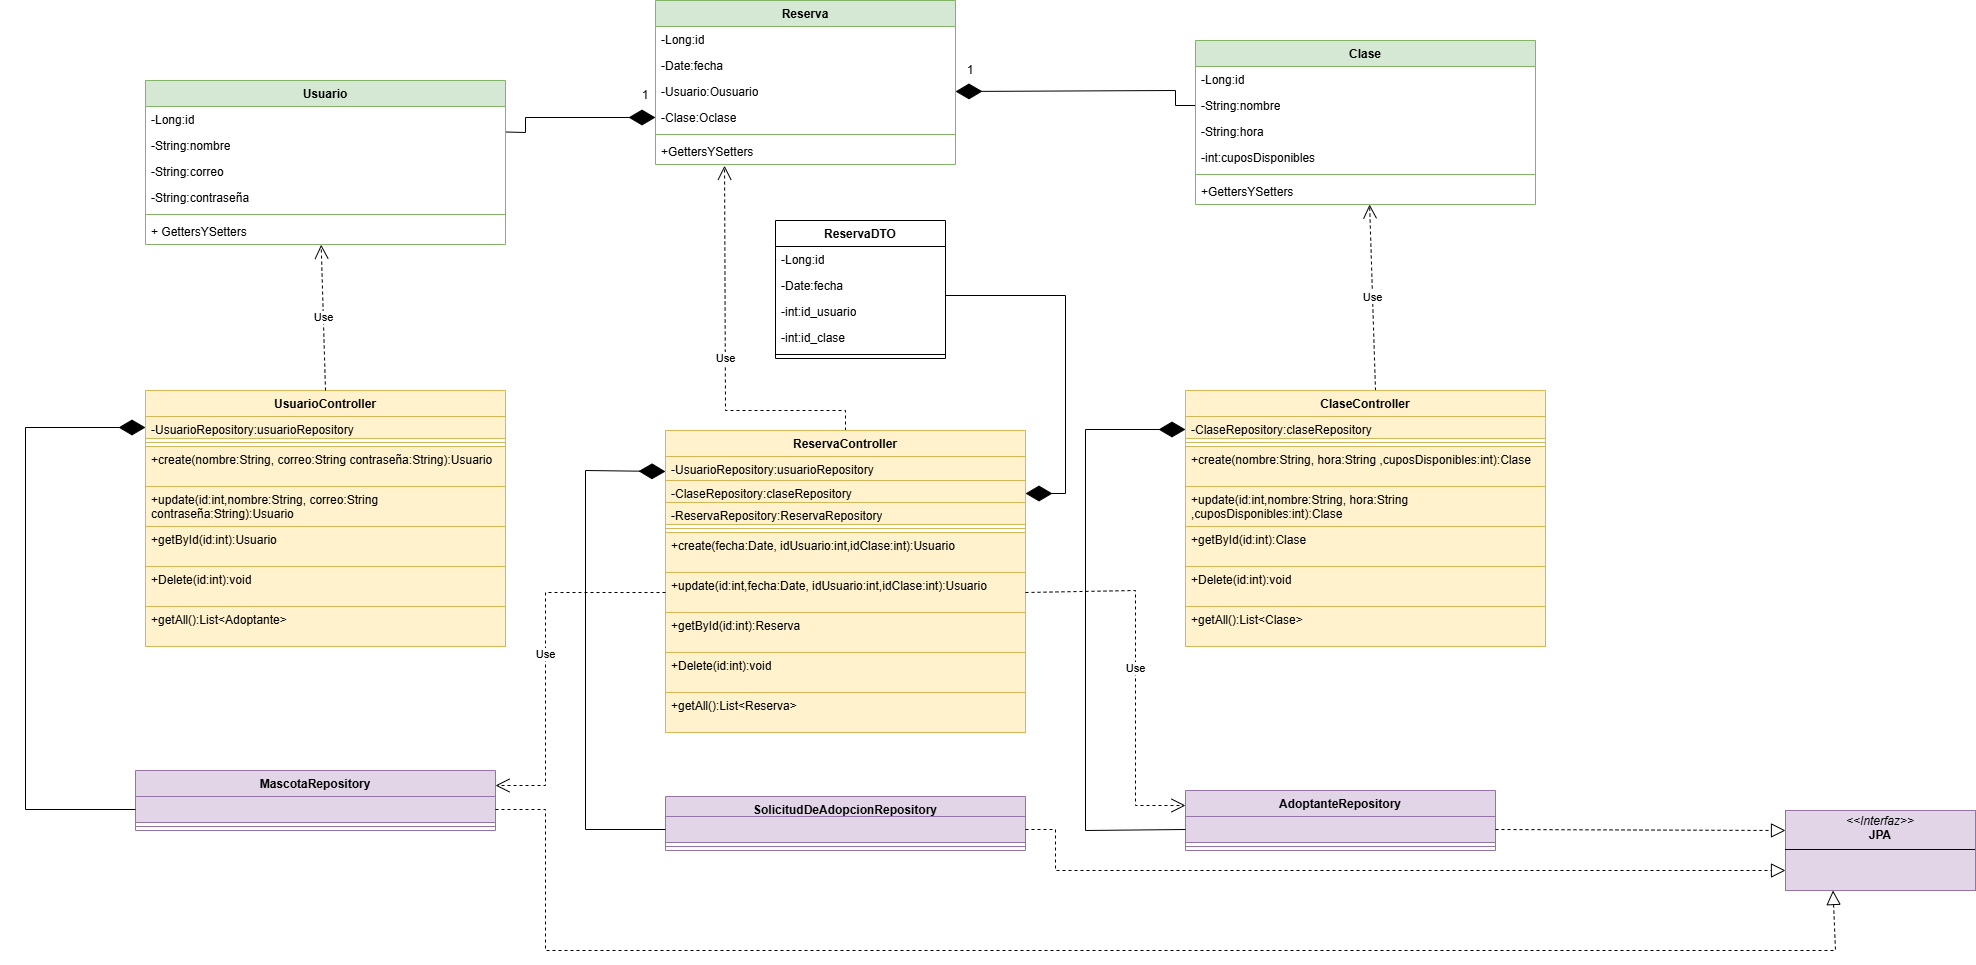 Reserva
-Long:id
-Date:fecha
-Usuario:Ousuario
-Clase:Oclase
+GettersYSetters
1
1
Clase
-Long:id
-String:nombre
-String:hora
-int:cuposDisponibles
+GettersYSetters
Usuario
-Long:id
-String:nombre
-String:correo
-String:contraseña
+ GettersYSetters
ReservaDTO
-Long:id
-Date:fecha
-int:id_usuario
-int:id_clase
Use
Use
Use
UsuarioController
-UsuarioRepository:usuarioRepository
+create(nombre:String, correo:String contraseña:String):Usuario
+update(id:int,nombre:String, correo:String
contraseña:String):Usuario
+getById(id:int):Usuario
+Delete(id:int):void
+getAll():List<Adoptante>
ReservaController
-UsuarioRepository:usuarioRepository
-ClaseRepository:claseRepository
-ReservaRepository:ReservaRepository
+create(fecha:Date, idUsuario:int,idClase:int):Usuario
+update(id:int,fecha:Date, idUsuario:int,idClase:int):Usuario
+getById(id:int):Reserva
+Delete(id:int):void
+getAll():List<Reserva>
ClaseController
-ClaseRepository:claseRepository
+create(nombre:String, hora:String ,cuposDisponibles:int):Clase
+update(id:int,nombre:String, hora:String
,cuposDisponibles:int):Clase
+getById(id:int):Clase
+Delete(id:int):void
+getAll():List<Clase>
Use
Use
MascotaRepository
SolicitudDeAdopcionRepository
AdoptanteRepository
<<Interfaz>>
JPA